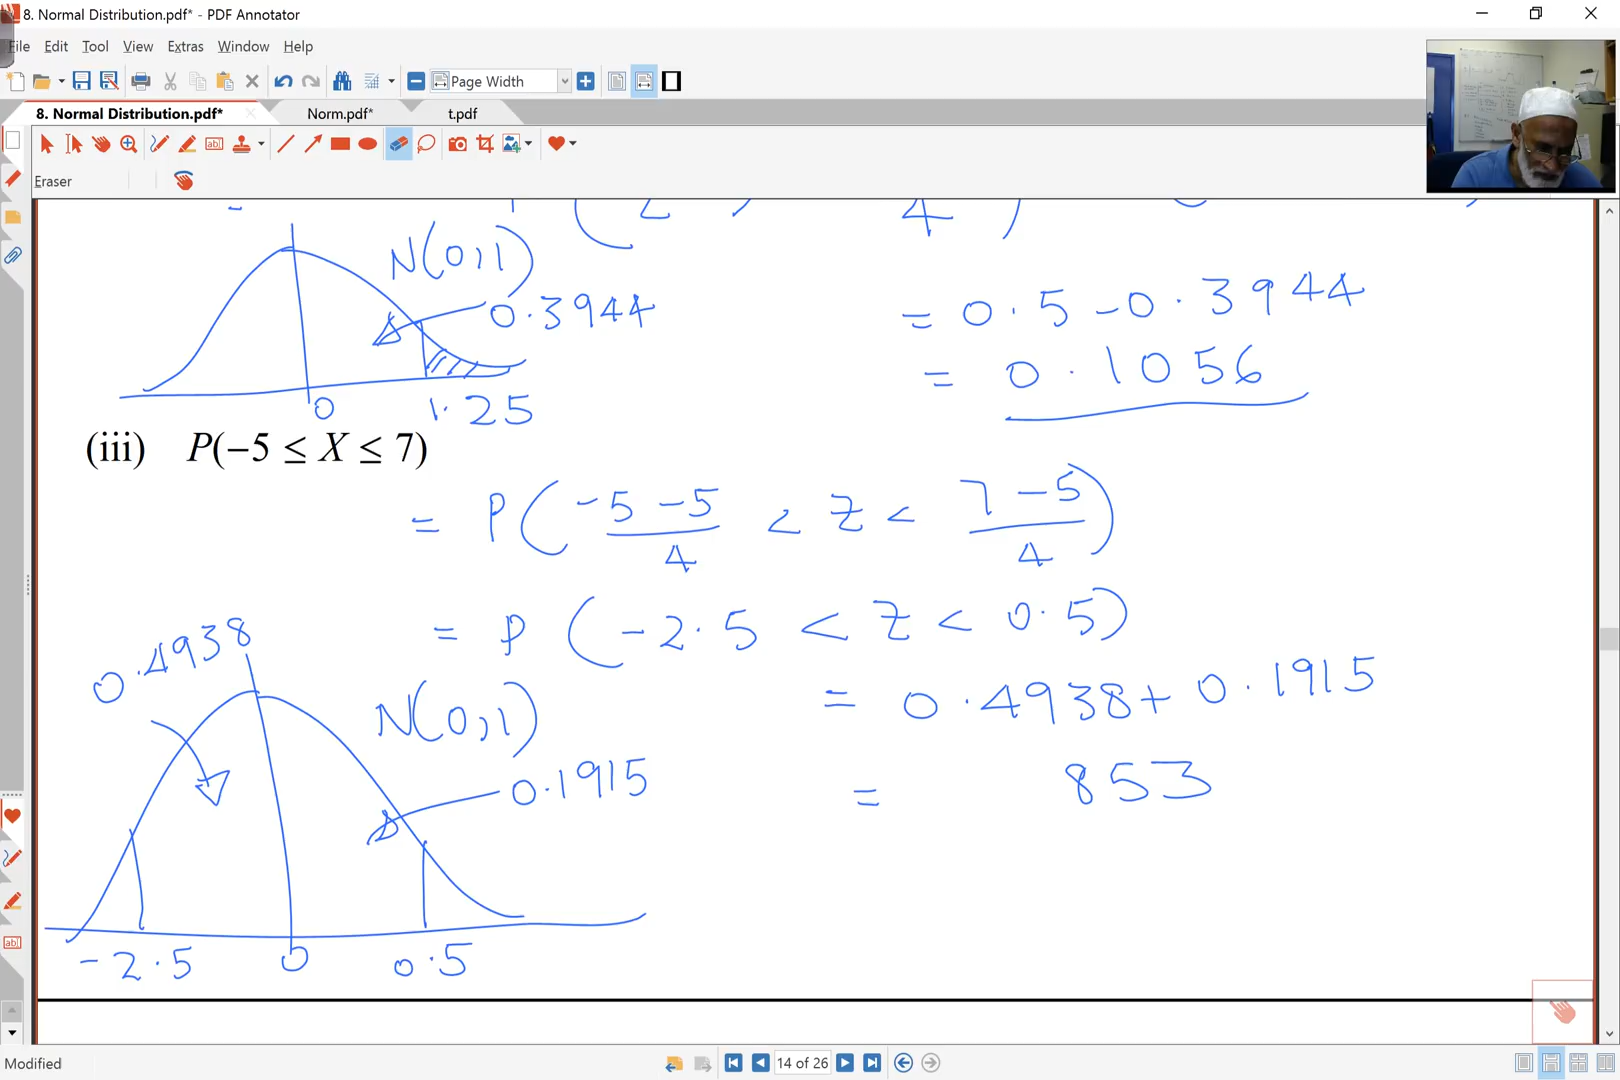 8. Normal Distribution.pdf* - PDF Annotator
File Edit Tool View Extras Window Help
Page Width
8. Normal Distribution.pdf* Norm.pdf* t.pdf
Eraser
N(0,1)
0.3944
= 0.5 - 0.3944
= 0.1056
0 1.25
(iii) P(−5 ≤ X ≤ 7)
= P( -5 -5 / 4 < Z < 7 - 5 / 4 )
= P ( -2.5 < Z < 0.5)
0.4938
= 0.4938 + 0.1915
N(0,1)
0.1915
= 853
-2.5 0 0.5
Modified
14 of 26